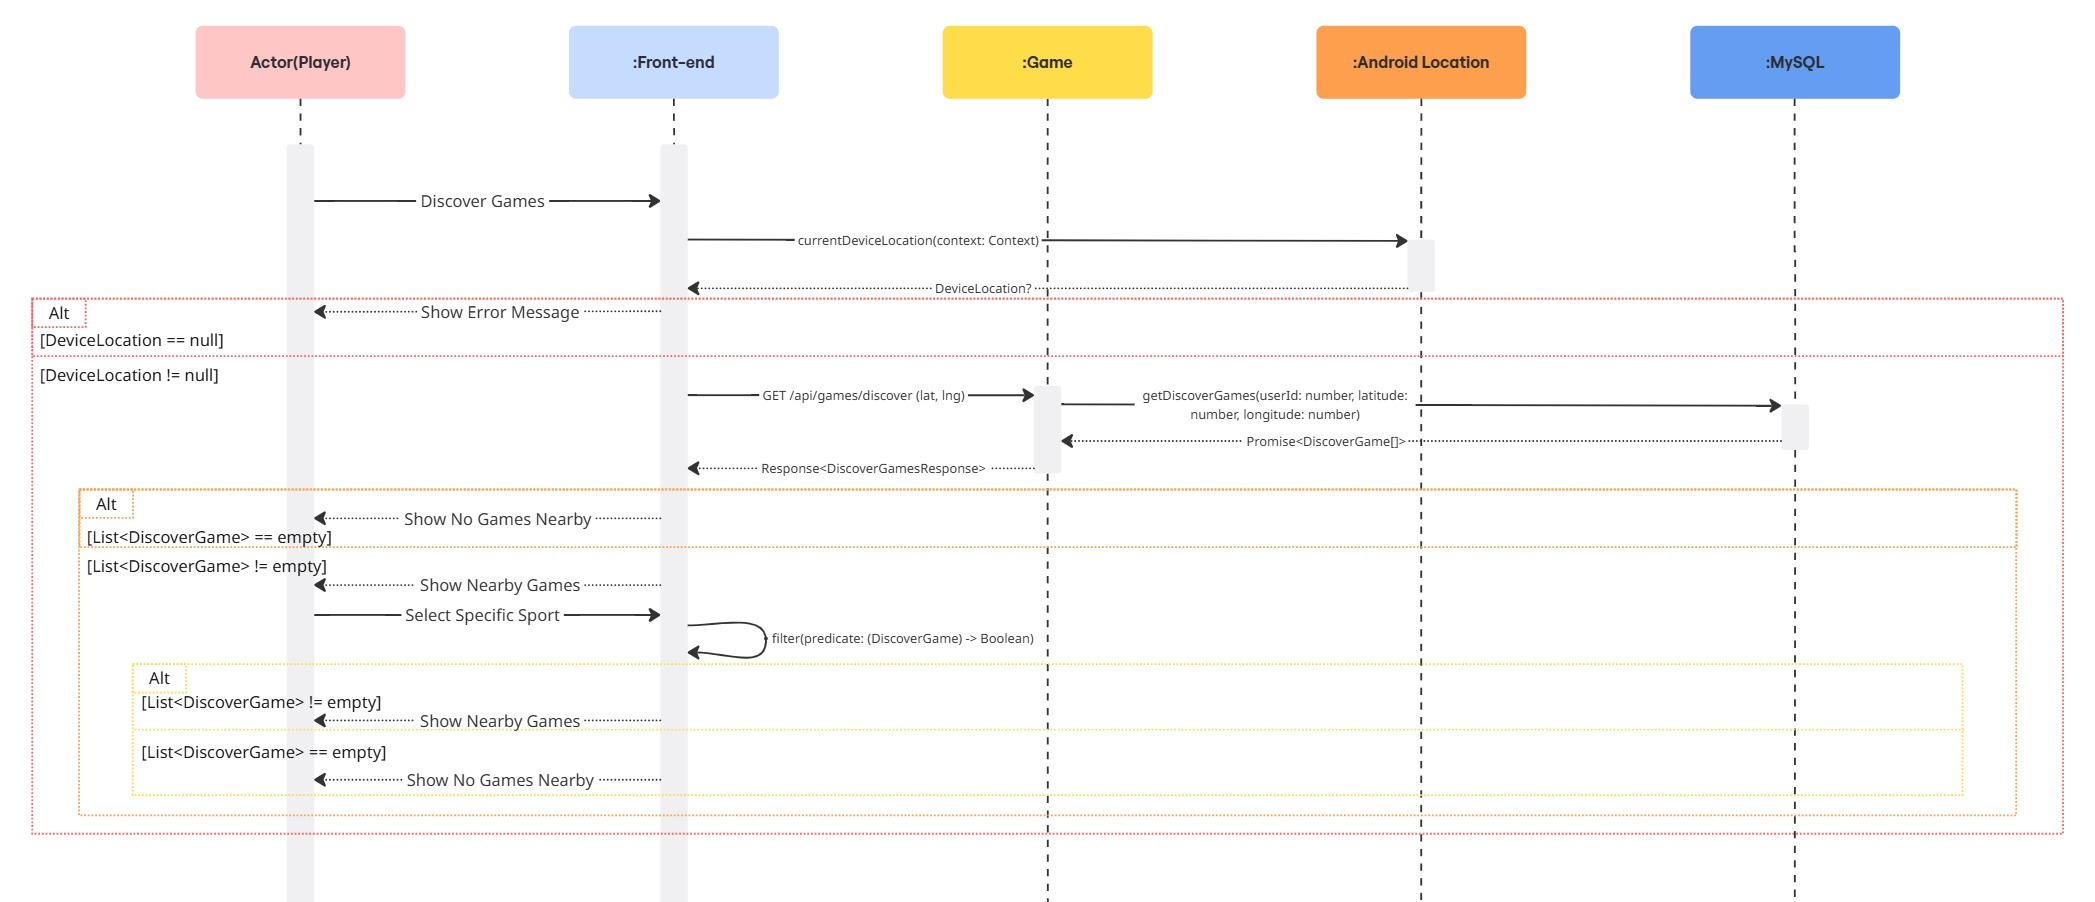 Actor(Player)
:Front-end
:Game
:Android Location
:MySQL
Discover Games
currentDeviceLocation(context: Context)
DeviceLocation?
Alt
Show Error Message
[DeviceLocation == null]
[DeviceLocation != null]
GET /api/games/discover (lat, lng)
getDiscoverGames(userId: number, latitude:
number, longitude: number)
Promise<DiscoverGame[]>
Response<DiscoverGamesResponse>
Alt
Show No Games Nearby
[List<DiscoverGame> == empty]
[List<DiscoverGame> != empty]
Show Nearby Games
Select Specific Sport
filter(predicate: (DiscoverGame) -> Boolean)
Alt
[List<DiscoverGame> != empty]
Show Nearby Games
[List<DiscoverGame> == empty]
Show No Games Nearby